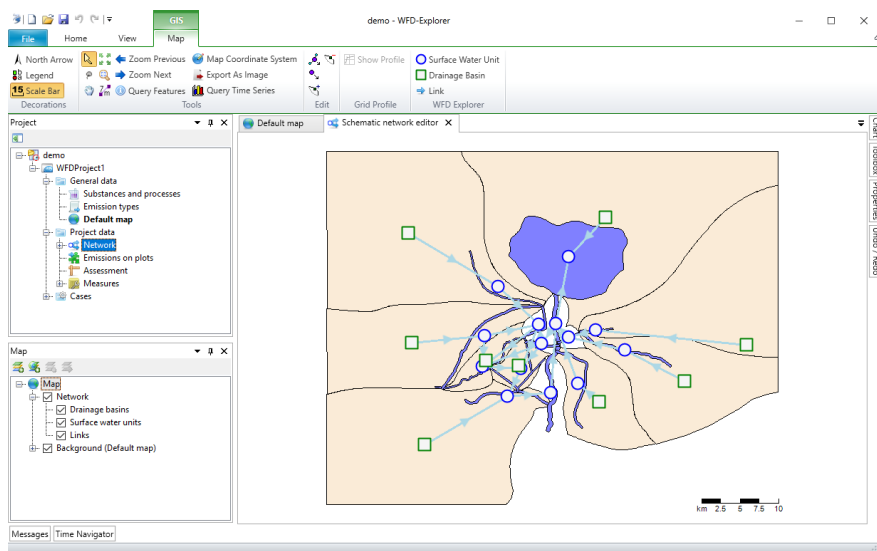 GIS
demo - WFD-Explorer
File Home View Map
North Arrow Zoom Previous Map Coordinate System Show Profile Surface Water Unit
Legend Zoom Next Export As Image Drainage Basin
15 Scale Bar Query Features Query Time Series Link
Decorations Tools Edit Grid Profile WFD Explorer
Project
Default map Schematic network editor
demo
WFDProject1
General data
Substances and processes
Emission types
Default map
Project data
Network
Emissions on plots
Assessment
Measures
Cases
Chart
Toolbox
Properties
Undo / Redo
Map
Map
Network
Drainage basins
Surface water units
Links
Background (Default map)
km 2.5 5 7.5 10
Messages Time Navigator